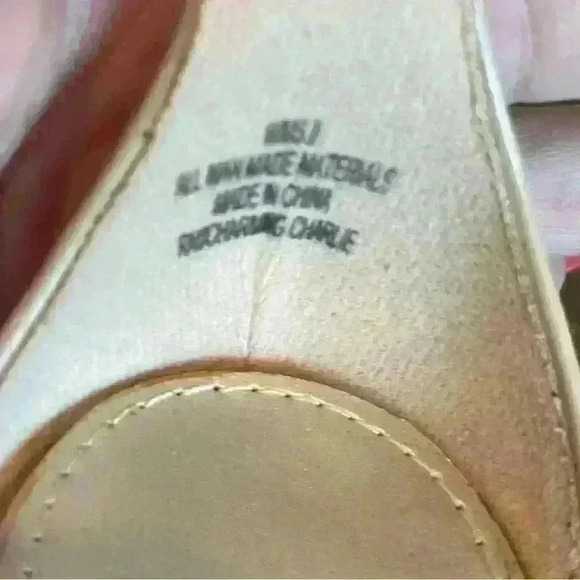 ALL MAN MADE MATERIALS
MADE IN CHINA
CHARMING CHARLIE